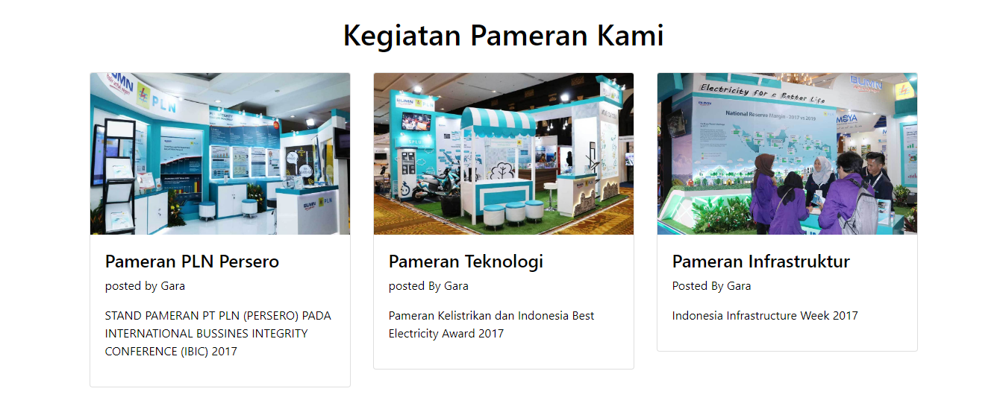 Kegiatan Pameran Kami
BUMN
PLN
BUMN
PLN
BUMN
PLN
Electricity for a Better Life
BUMN
National Reserve Margin - 2017 vs 2019
MOYA
Pameran PLN Persero
posted by Gara
STAND PAMERAN PT PLN (PERSERO) PADA
INTERNATIONAL BUSSINES INTEGRITY
CONFERENCE (IBIC) 2017
Pameran Teknologi
posted By Gara
Pameran Kelistrikan dan Indonesia Best
Electricity Award 2017
Pameran Infrastruktur
Posted By Gara
Indonesia Infrastructure Week 2017